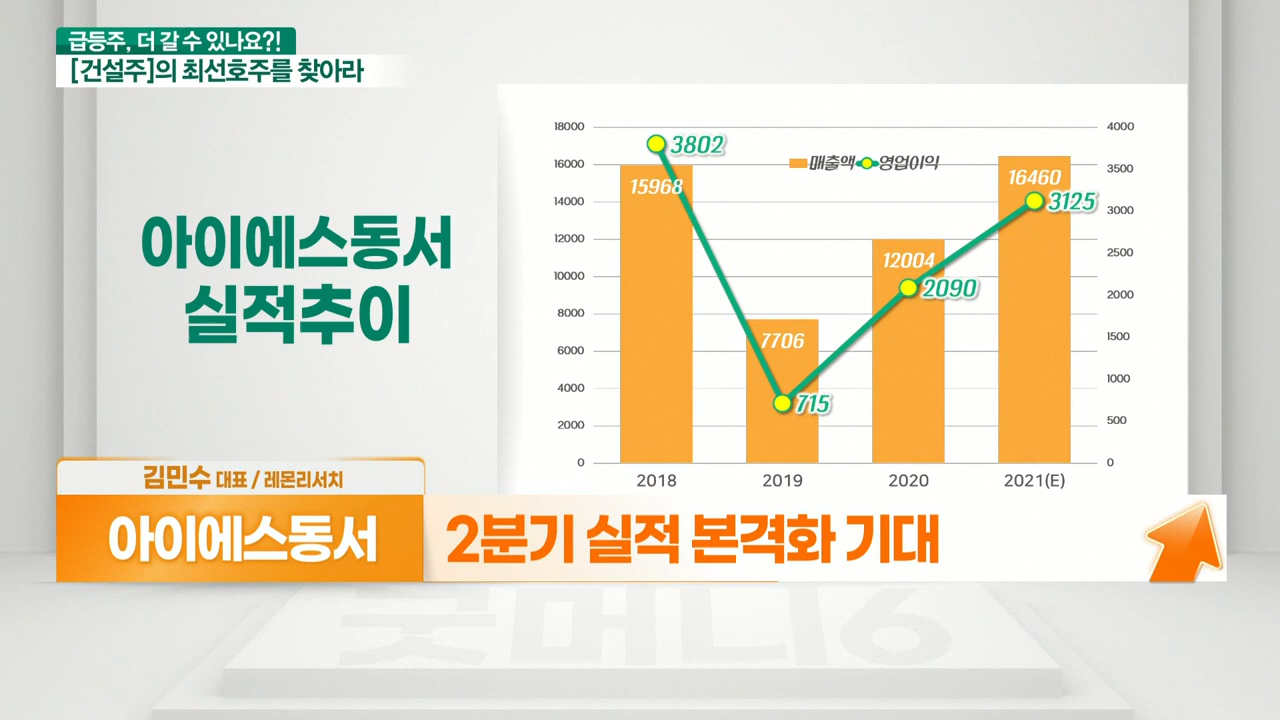 급등주, 더 갈 수 있나요?!
[건설주]의 최선호주를 찾아라
아이에스동서
실적추이
매출액 영업이익
18000
16000
14000
12000
10000
8000
6000
4000
2000
0
4000
3500
3000
2500
2000
1500
1000
500
0
3802
15968
715
7706
2090
12004
3125
16460
2018 2019 2020 2021(E)
김민수 대표 / 레몬리서치
아이에스동서
2분기 실적 본격화 기대
굿머니6